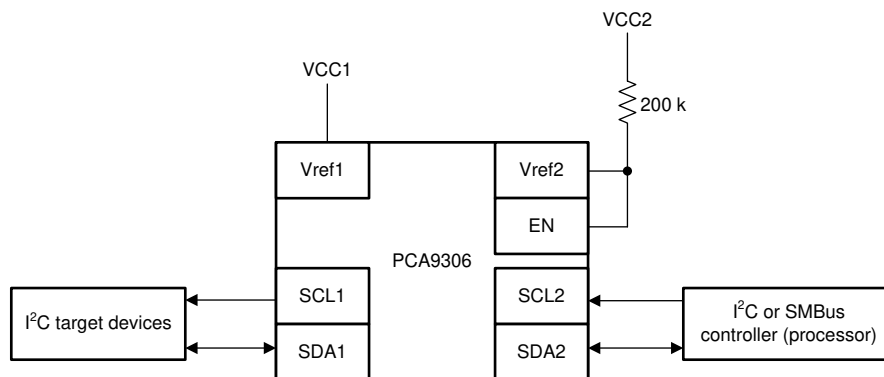 VCC2
VCC1
200 k
Vref1
Vref2
EN
PCA9306
SCL1
SCL2
I²C target devices
I²C or SMBus
controller (processor)
SDA1
SDA2